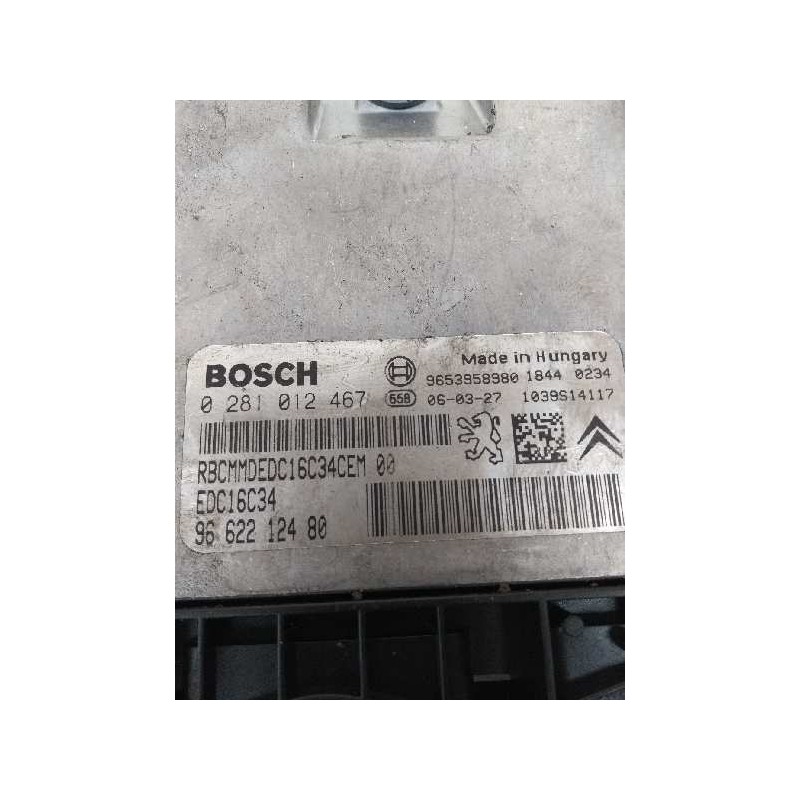 BOSCH
Made in Hungary
9653958980 1844 0234
0 281 012 467 558 06-03-27 1039S14117
RBCMMDEDC16C34CEM 00
EDC16C34
96 622 124 80